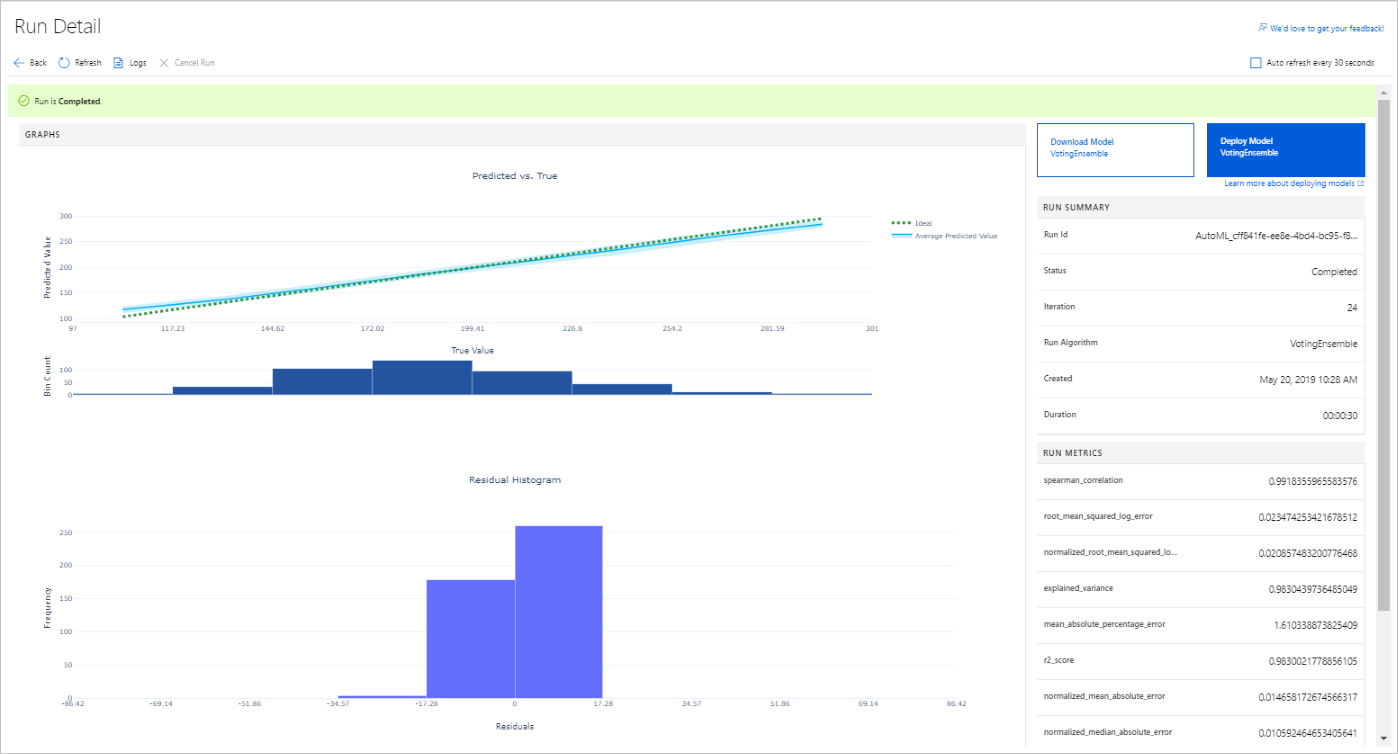 Run Detail
We'd love to get your feedback!
Back Refresh Logs Cancel Run
Auto refresh every 30 seconds
Run is Completed.
GRAPHS
Predicted vs. True
Predicted Value
300
250
200
150
100
97 117.23 144.62 172.02 199.41 226.8 254.2 281.59 301
True Value
Ideal
Average Predicted Value
Bin Count
100
50
0
Residual Histogram
Frequency
250
200
150
100
50
0
-86.42 -69.14 -51.86 -34.57 -17.28 0 17.28 34.57 51.86 69.14 86.42
Residuals
Download Model
VotingEnsemble
Deploy Model
VotingEnsemble
Learn more about deploying models
RUN SUMMARY
Run Id AutoML_cff841fe-ee8e-4bd4-bc95-f8...
Status Completed
Iteration 24
Run Algorithm VotingEnsemble
Created May 20, 2019 10:28 AM
Duration 00:00:30
RUN METRICS
spearman_correlation 0.9918355965583576
root_mean_squared_log_error 0.023474253421678512
normalized_root_mean_squared_lo... 0.020857483200776468
explained_variance 0.9830439736485049
mean_absolute_percentage_error 1.610338873825409
r2_score 0.9830021778856105
normalized_mean_absolute_error 0.014658172674566317
normalized_median_absolute_error 0.010592464653405641